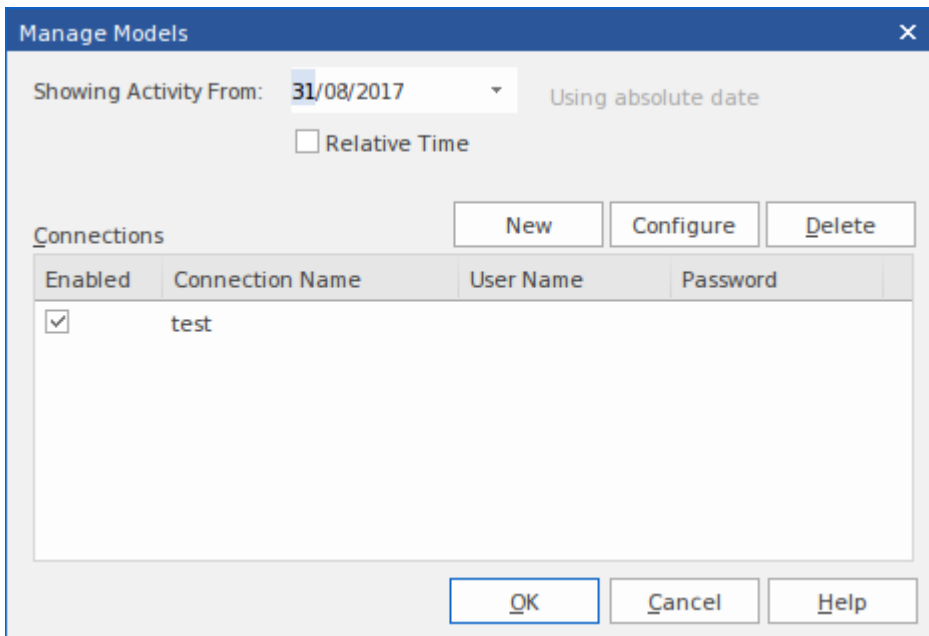 Manage Models
Showing Activity From: 31/08/2017 Using absolute date
Relative Time
Connections New Configure Delete
Enabled Connection Name User Name Password
test
OK Cancel Help